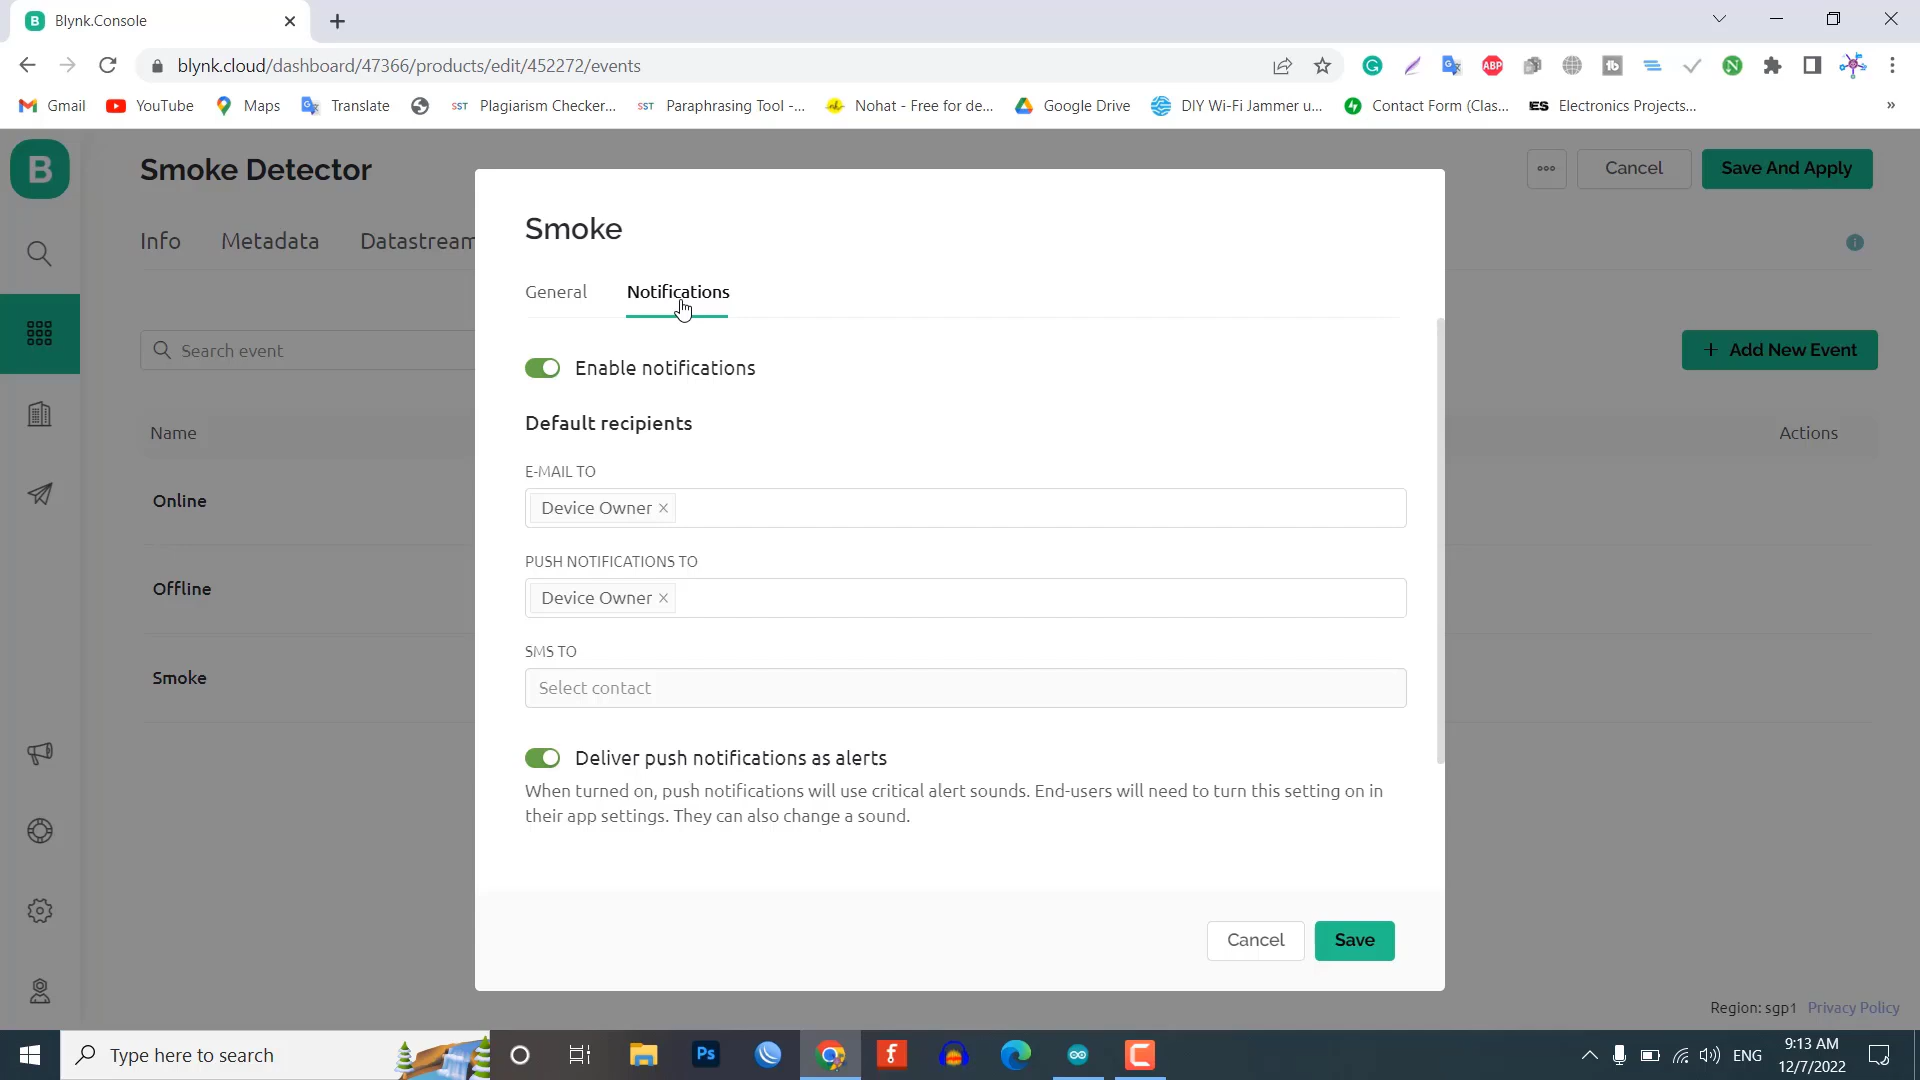 Blynk.Console
blynk.cloud/dashboard/47366/products/edit/452272/events
Gmail
YouTube
Maps
Translate
SST Plagiarism Checker...
SST Paraphrasing Tool -...
Nohat - Free for de...
Google Drive
DIY Wi-Fi Jammer u...
Contact Form (Clas...
ES Electronics Projects...
»
B
Smoke Detector
Cancel
Save And Apply
Info
Metadata
Datastream
Search event
+ Add New Event
Name
Actions
Online
Offline
Smoke
Smoke
General
Notifications
Enable notifications
Default recipients
E-MAIL TO
Device Owner ×
PUSH NOTIFICATIONS TO
Device Owner ×
SMS TO
Select contact
Deliver push notifications as alerts
When turned on, push notifications will use critical alert sounds. End-users will need to turn this setting on in
their app settings. They can also change a sound.
Cancel
Save
Region: sgp1 Privacy Policy
Type here to search
Ps
ENG
9:13 AM
12/7/2022